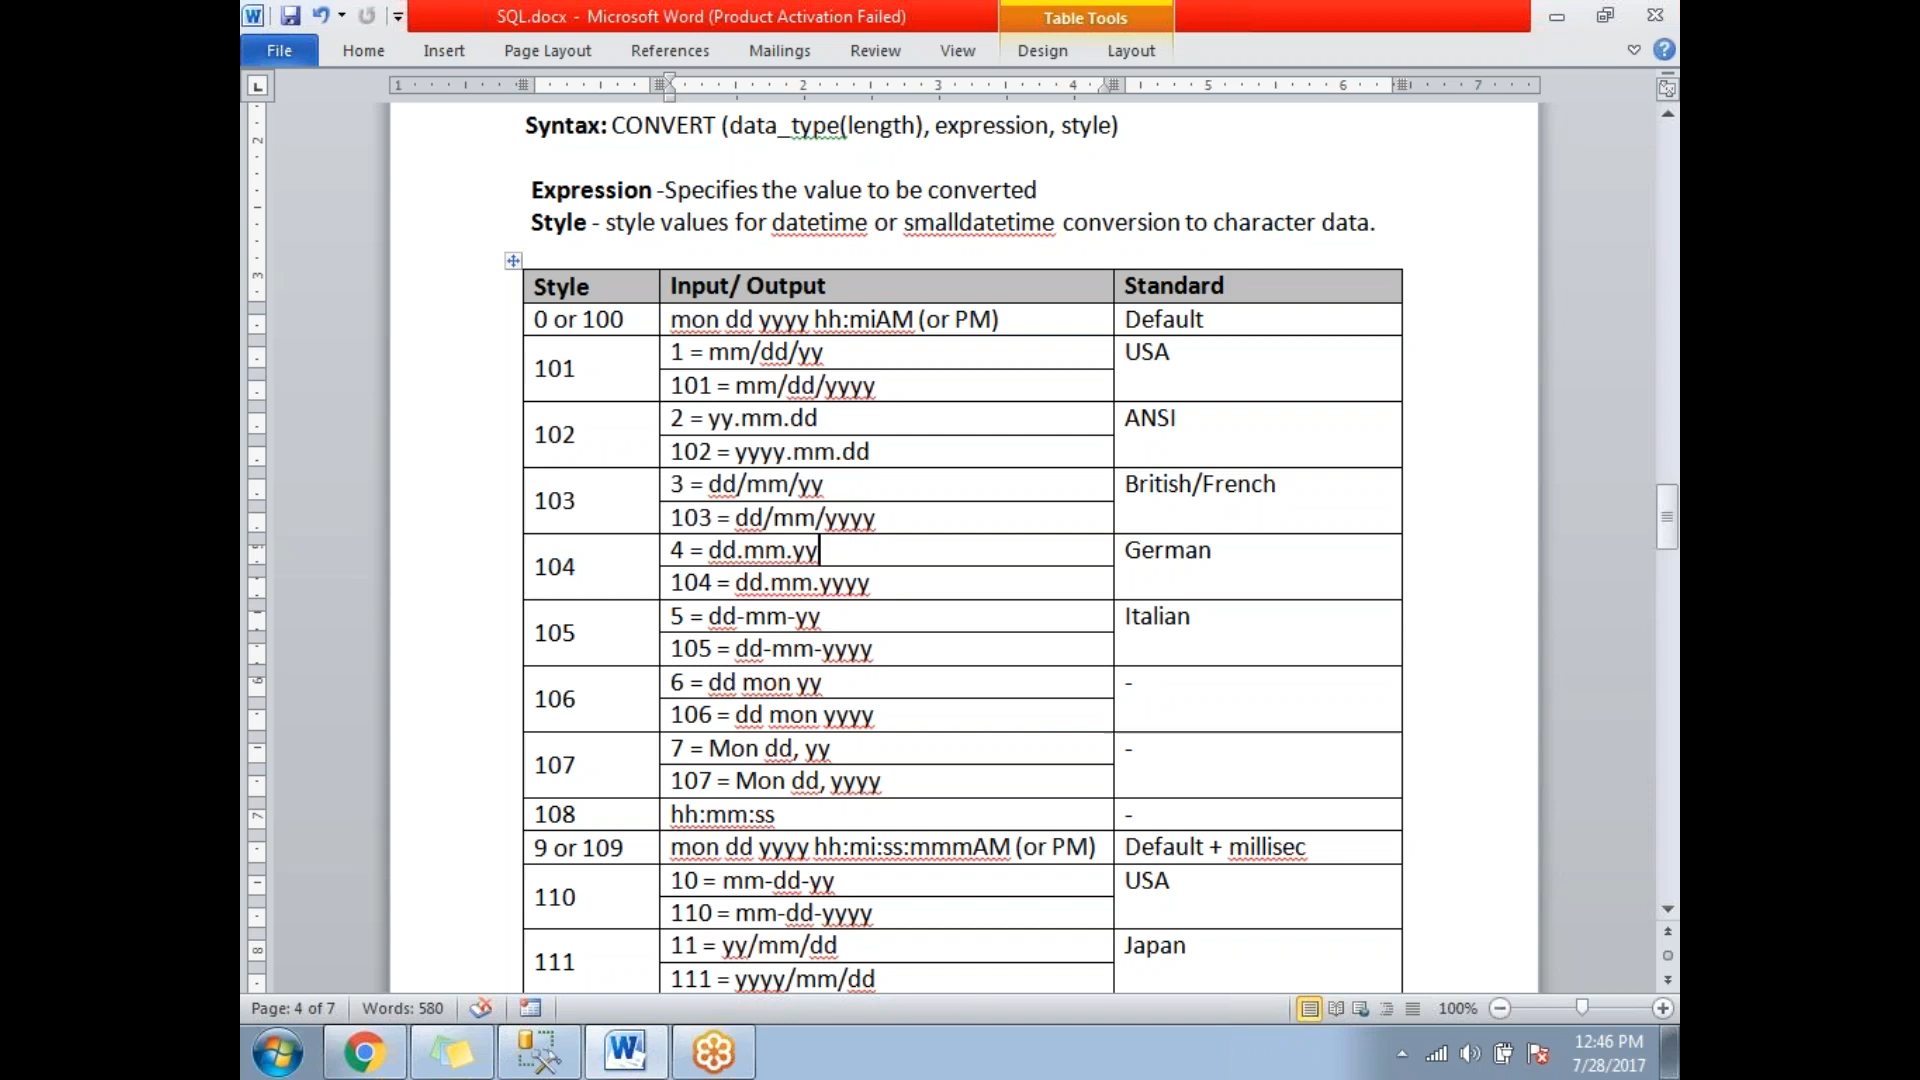 SQL.docx - Microsoft Word (Product Activation Failed)
Table Tools
File Home Insert Page Layout References Mailings Review View Design Layout
1 2 3 4 5 6 7
Syntax: CONVERT (data_type(length), expression, style)
Expression -Specifies the value to be converted
Style - style values for datetime or smalldatetime conversion to character data.
Style Input/ Output Standard
0 or 100 mon dd yyyy hh:miAM (or PM) Default
101 1 = mm/dd/yy USA
101 = mm/dd/yyyy
102 2 = yy.mm.dd ANSI
102 = yyyy.mm.dd
103 3 = dd/mm/yy British/French
103 = dd/mm/yyyy
104 4 = dd.mm.yy German
104 = dd.mm.yyyy
105 5 = dd-mm-yy Italian
105 = dd-mm-yyyy
106 6 = dd mon yy -
106 = dd mon yyyy
107 7 = Mon dd, yy -
107 = Mon dd, yyyy
108 hh:mm:ss -
9 or 109 mon dd yyyy hh:mi:ss:mmmAM (or PM) Default + millisec
110 10 = mm-dd-yy USA
110 = mm-dd-yyyy
111 11 = yy/mm/dd Japan
111 = yyyy/mm/dd
Page: 4 of 7 Words: 580 100%
12:46 PM
7/28/2017